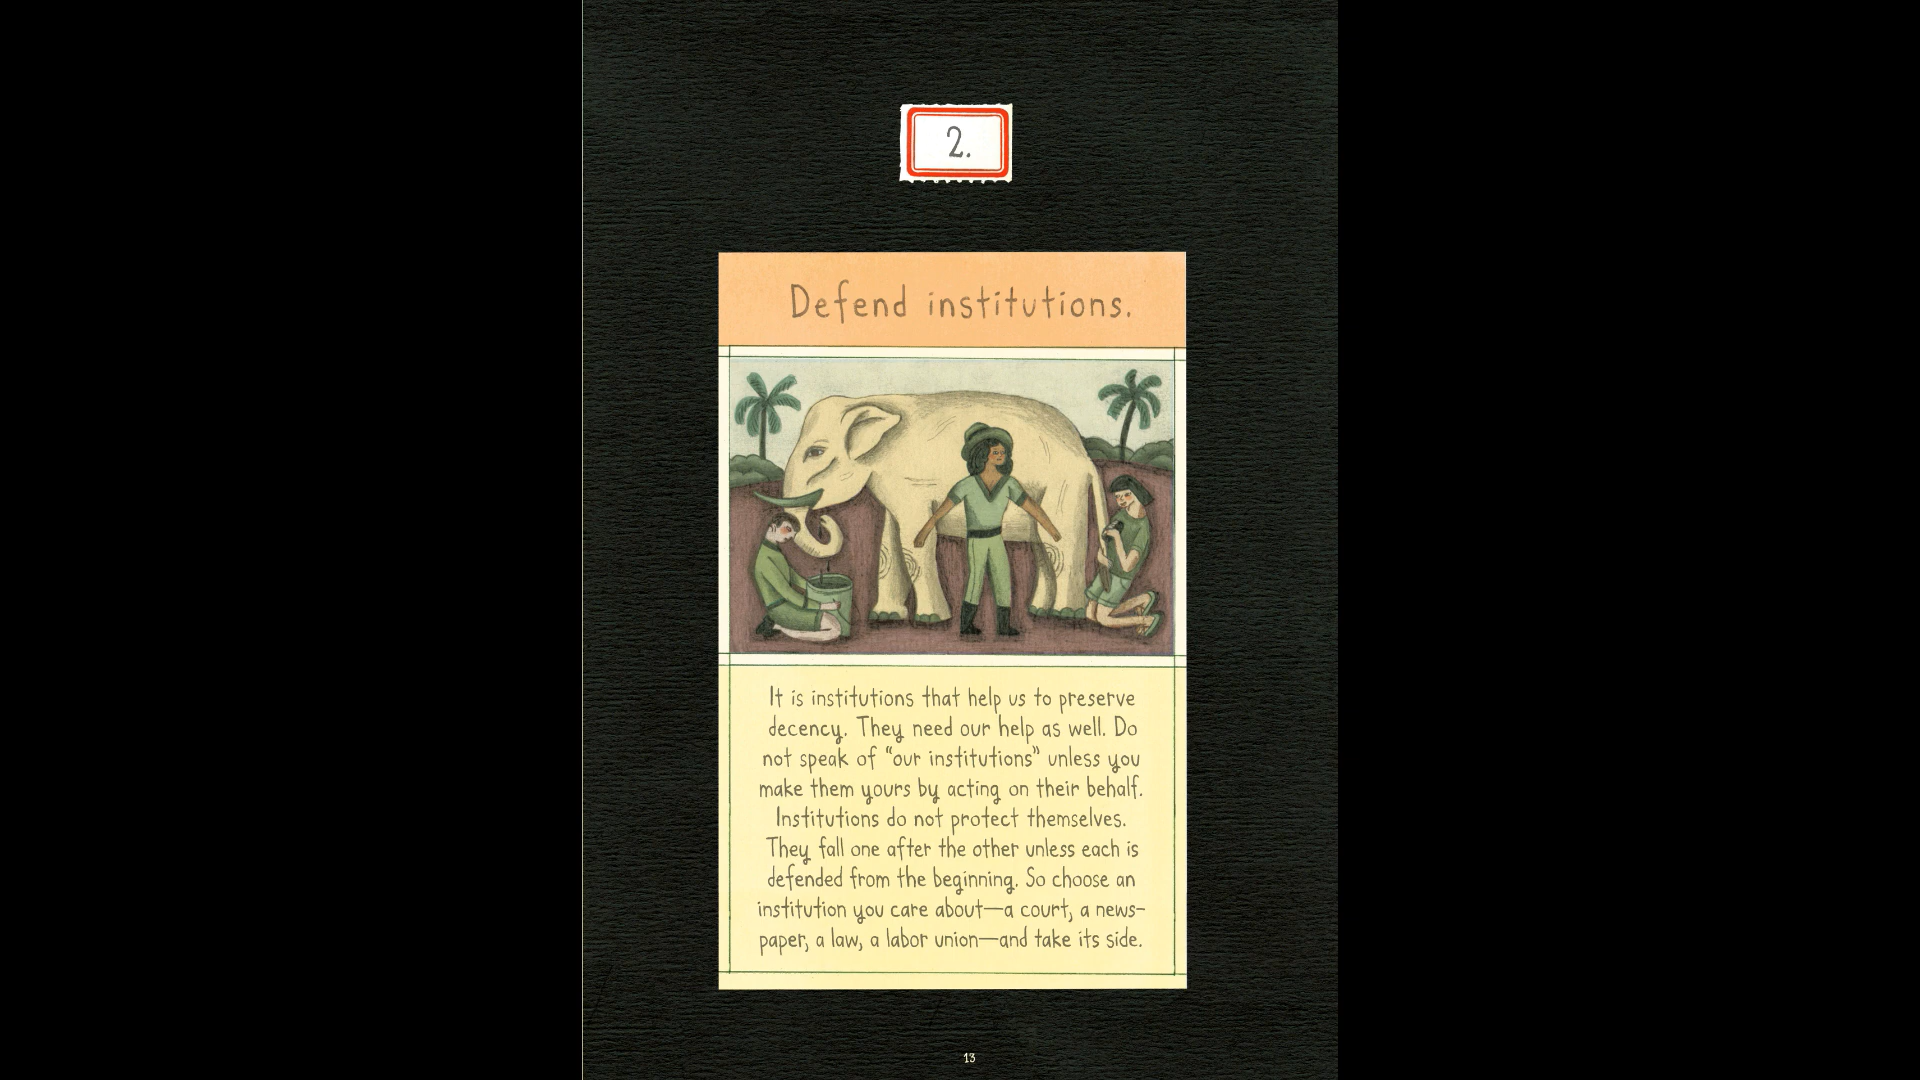 2.
Defend institutions.
It is institutions that help us to preserve
decency. They need our help as well. Do
not speak of “our institutions” unless you
make them yours by acting on their behalf.
Institutions do not protect themselves.
They fall one after the other unless each is
defended from the beginning. So choose an
institution you care about—a court, a news-
paper, a law, a labor union—and take its side.
13